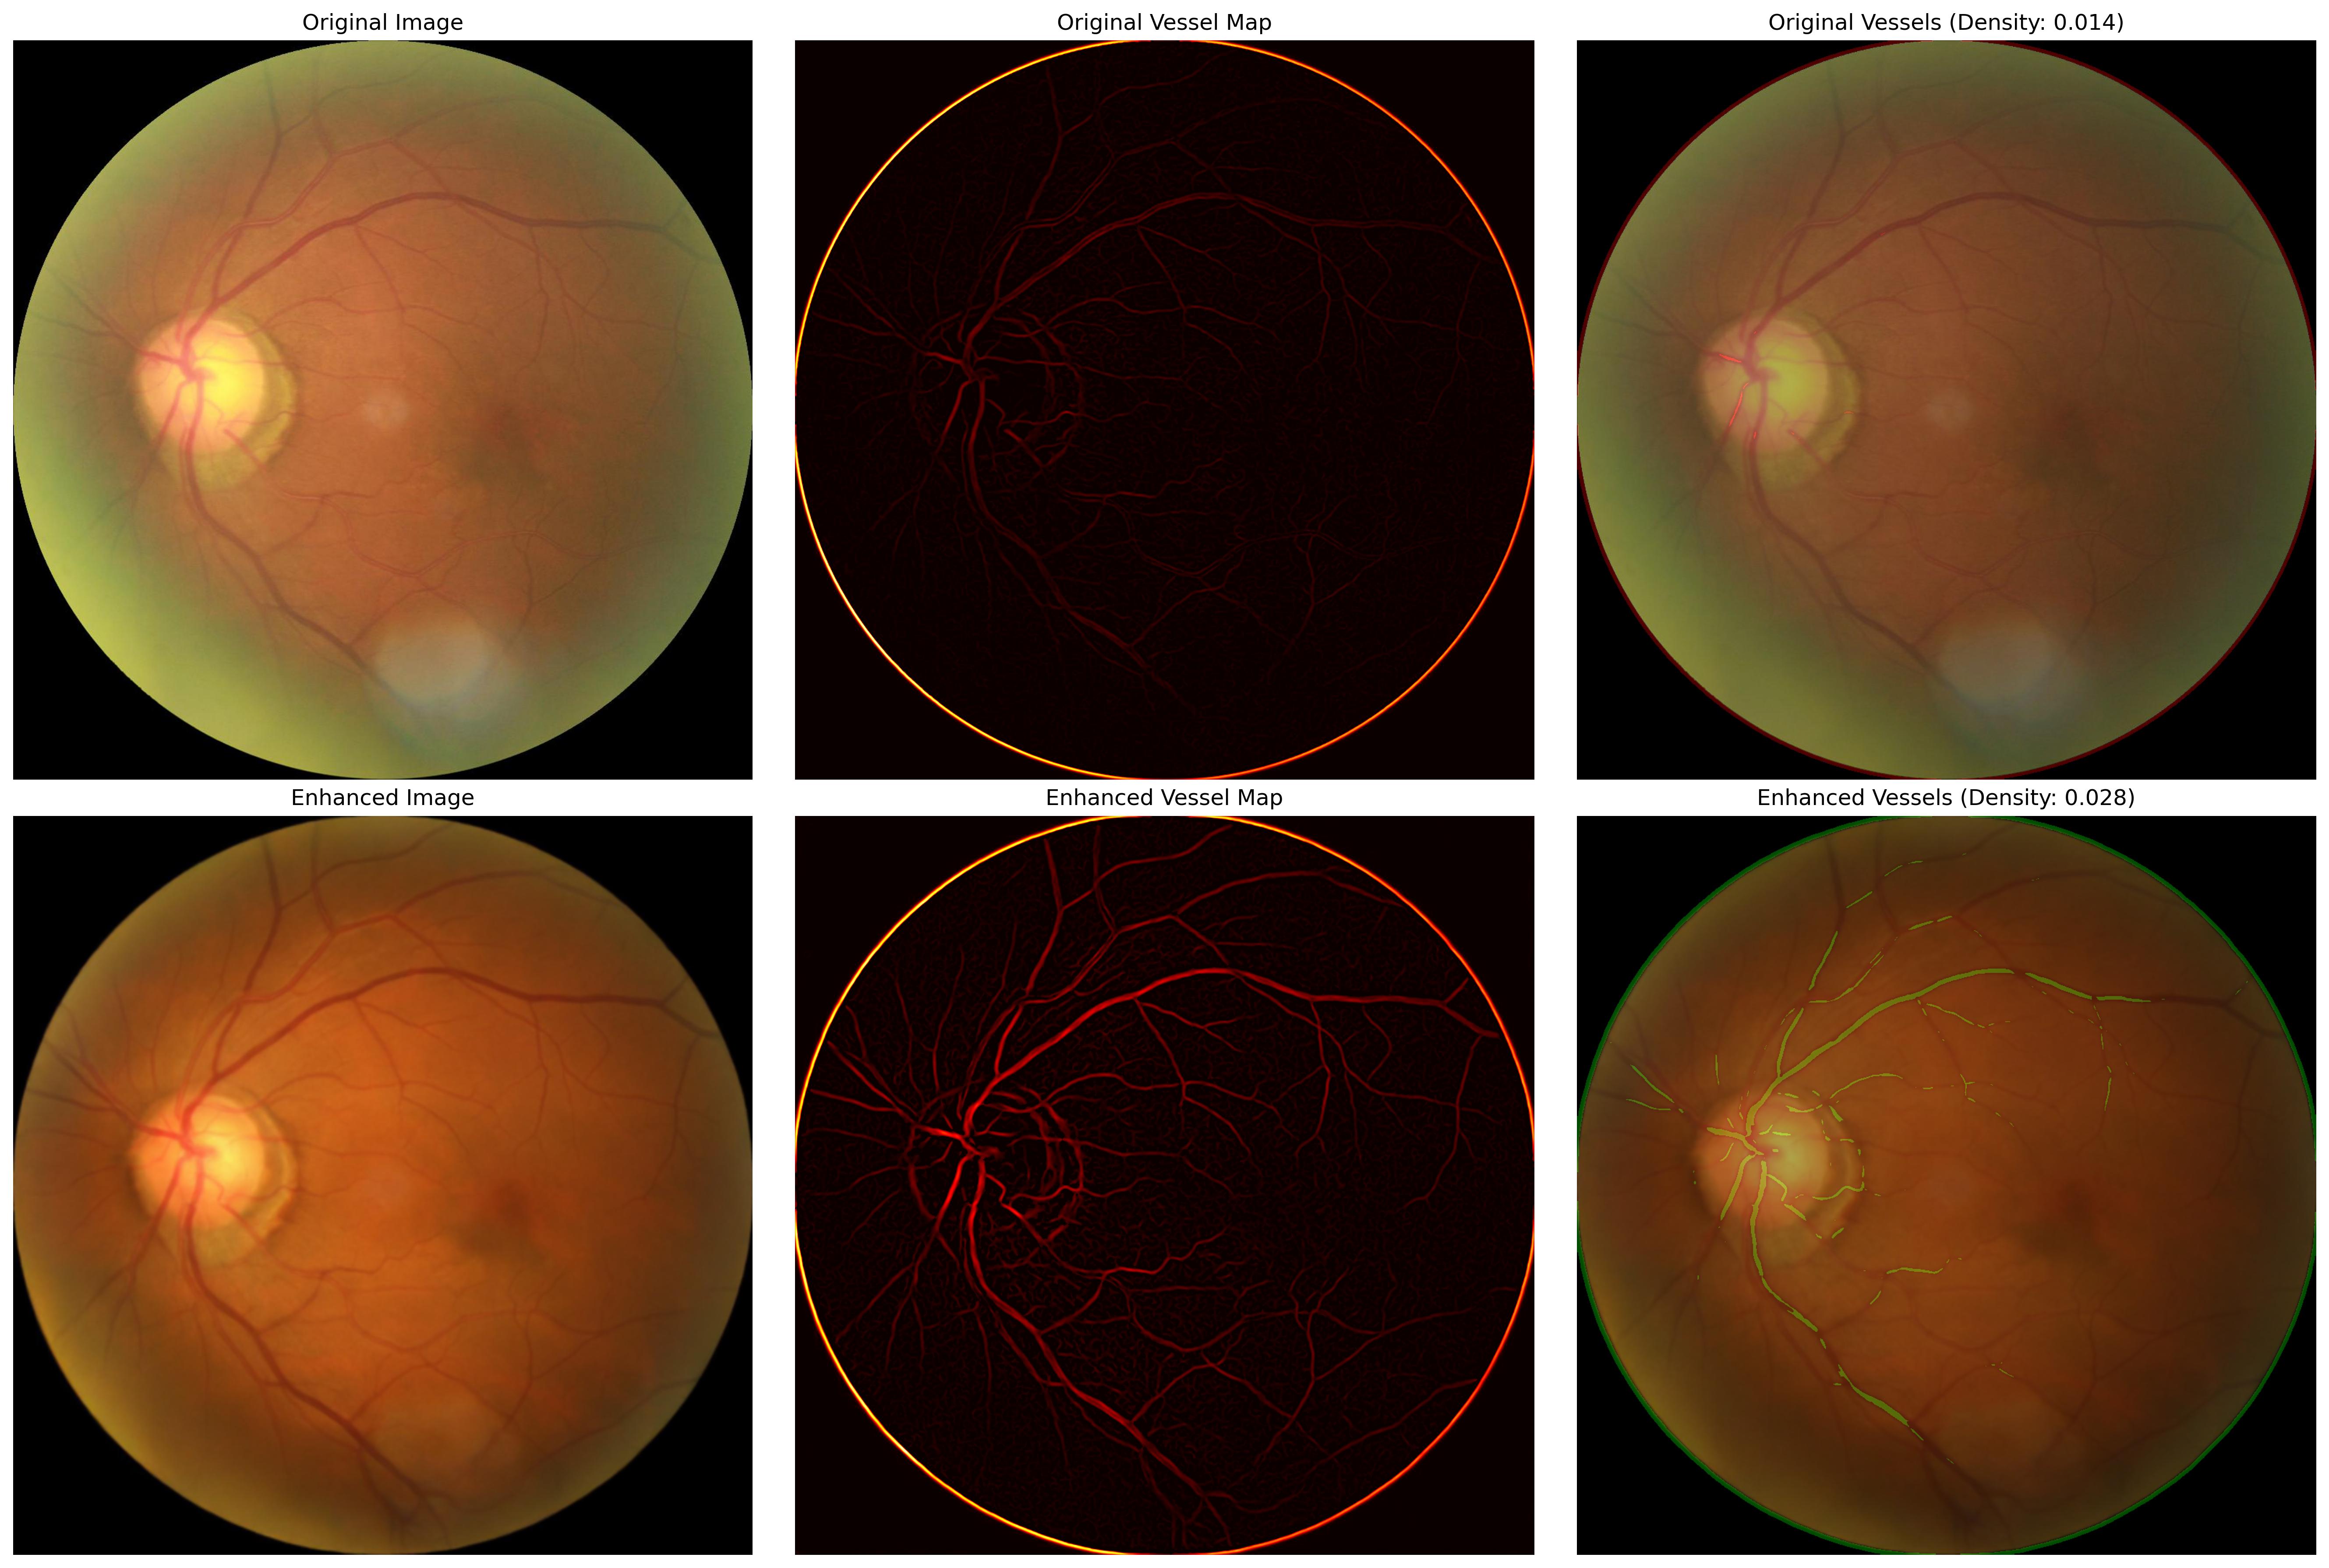 Original Image
Original Vessel Map
Original Vessels (Density: 0.014)
Enhanced Image
Enhanced Vessel Map
Enhanced Vessels (Density: 0.028)